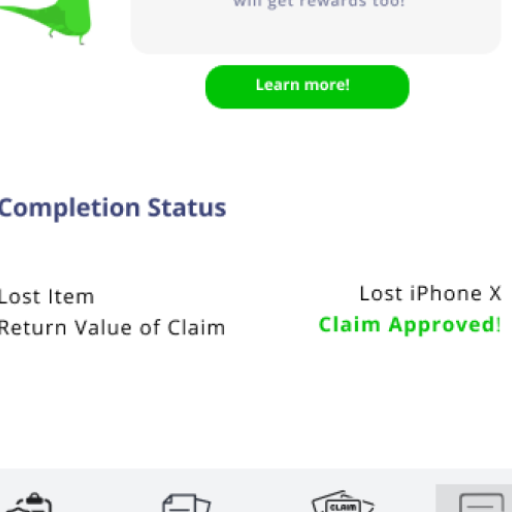 will get rewards too!
Learn more!
Completion Status
Lost Item
Lost iPhone X
Return Value of Claim
Claim Approved!
CLAIM